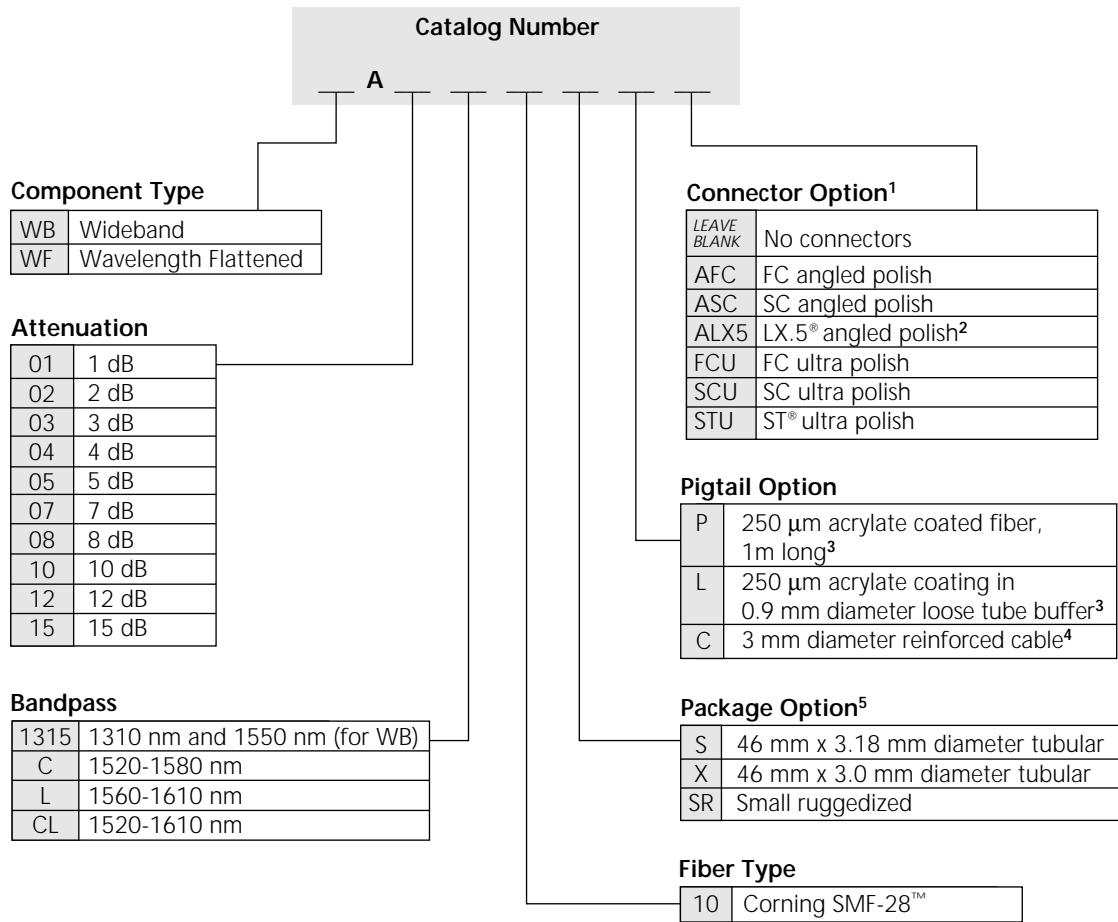 Catalog Number
__ A __ __ __ __ __ __
Component Type
WB Wideband
WF Wavelength Flattened
Attenuation
01 1 dB
02 2 dB
03 3 dB
04 4 dB
05 5 dB
07 7 dB
08 8 dB
10 10 dB
12 12 dB
15 15 dB
Bandpass
1315 1310 nm and 1550 nm (for WB)
C 1520-1580 nm
L 1560-1610 nm
CL 1520-1610 nm
Connector Option¹
LEAVE
BLANK No connectors
AFC FC angled polish
ASC SC angled polish
ALX5 LX.5® angled polish²
FCU FC ultra polish
SCU SC ultra polish
STU ST® ultra polish
Pigtail Option
P 250 µm acrylate coated fiber,
1m long³
L 250 µm acrylate coating in
0.9 mm diameter loose tube buffer³
C 3 mm diameter reinforced cable⁴
Package Option⁵
S 46 mm x 3.18 mm diameter tubular
X 46 mm x 3.0 mm diameter tubular
SR Small ruggedized
Fiber Type
10 Corning SMF-28™